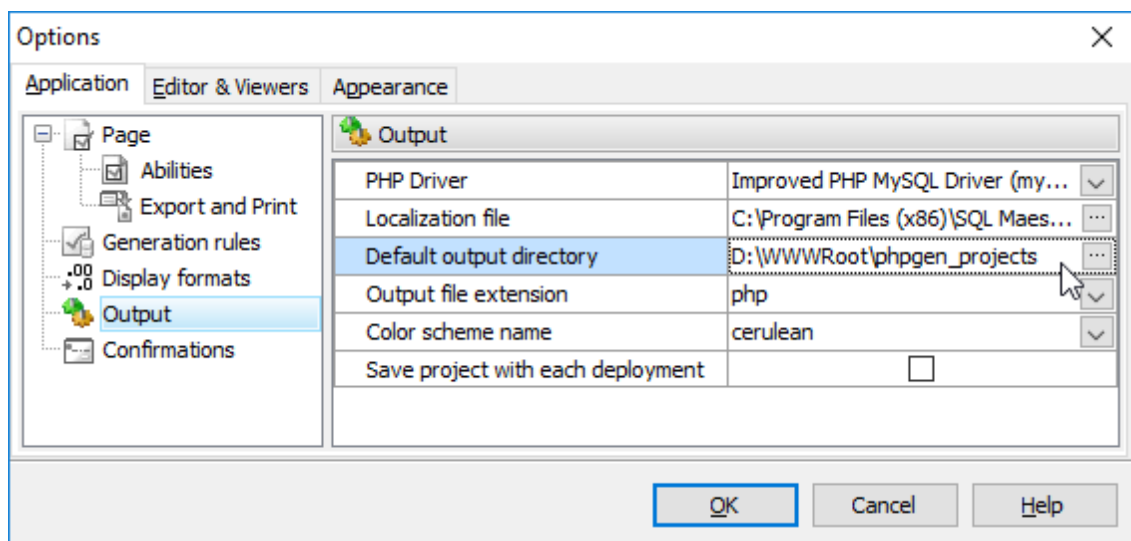 Options
Application Editor & Viewers Appearance
Page
Abilities
Export and Print
Generation rules
.00 Display formats
Output
Confirmations
Output
PHP Driver Improved PHP MySQL Driver (my...
Localization file C:\Program Files (x86)\SQL Maes... ...
Default output directory D:\WWWRoot\phpgen_projects ...
Output file extension php
Color scheme name cerulean
Save project with each deployment
OK Cancel Help